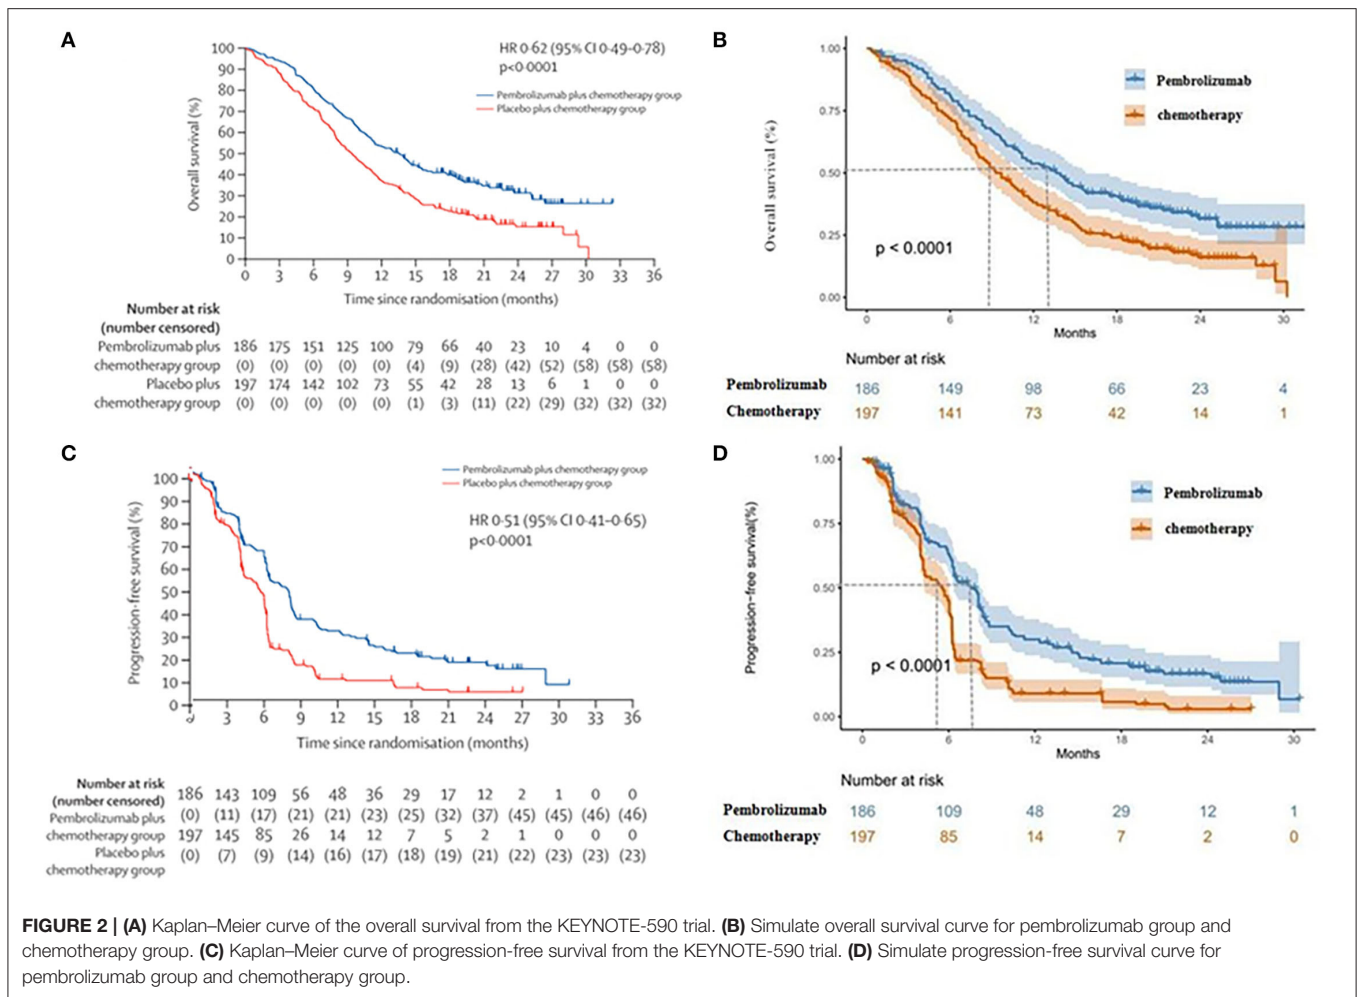 A
HR 0·62 (95% CI 0·49–0·78)
p<0·0001
Pembrolizumab plus chemotherapy group
Placebo plus chemotherapy group
Overall survival (%)
100
90
80
70
60
50
40
30
20
10
0
0 3 6 9 12 15 18 21 24 27 30 33 36
Time since randomisation (months)
Number at risk
(number censored)
Pembrolizumab plus 186 175 151 125 100 79 66 40 23 10 4 0 0
chemotherapy group (0) (0) (0) (0) (0) (4) (9) (28) (42) (52) (58) (58) (58)
Placebo plus 197 174 142 102 73 55 42 28 13 6 1 0 0
chemotherapy group (0) (0) (0) (0) (0) (1) (3) (11) (22) (29) (32) (32) (32)
B
Pembrolizumab
chemotherapy
Overall survival (%)
1.00
0.75
0.50
0.25
0.00
p < 0.0001
0 6 12 18 24 30
Months
Number at risk
Pembrolizumab 186 149 98 66 23 4
Chemotherapy 197 141 73 42 14 1
C
Pembrolizumab plus chemotherapy group
Placebo plus chemotherapy group
HR 0·51 (95% CI 0·41–0·65)
p<0·0001
Progression-free survival (%)
100
90
80
70
60
50
40
30
20
10
0
0 3 6 9 12 15 18 21 24 27 30 33 36
Time since randomisation (months)
Number at risk
(number censored) 186 143 109 56 48 36 29 17 12 2 1 0 0
Pembrolizumab plus (0) (11) (17) (21) (21) (23) (25) (32) (37) (45) (45) (46) (46)
chemotherapy group 197 145 85 26 14 12 7 5 2 1 0 0 0
Placebo plus (0) (7) (9) (14) (16) (17) (18) (19) (21) (22) (23) (23) (23)
chemotherapy group
D
Pembrolizumab
chemotherapy
Progression-free survival(%)
1.00
0.75
0.50
0.25
0.00
p < 0.0001
0 6 12 18 24 30
Months
Number at risk
Pembrolizumab 186 109 48 29 12 1
Chemotherapy 197 85 14 7 2 0
FIGURE 2 | (A) Kaplan–Meier curve of the overall survival from the KEYNOTE-590 trial. (B) Simulate overall survival curve for pembrolizumab group and
chemotherapy group. (C) Kaplan–Meier curve of progression-free survival from the KEYNOTE-590 trial. (D) Simulate progression-free survival curve for
pembrolizumab group and chemotherapy group.